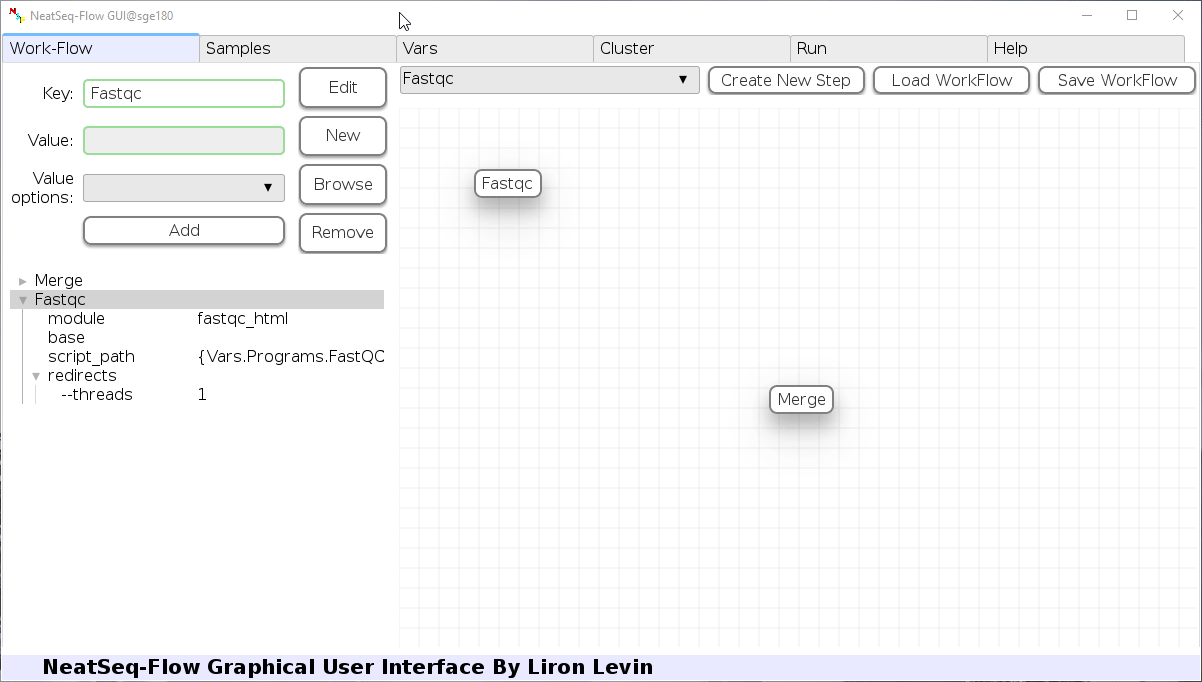 NeatSeq-Flow GUI@sge180
Work-Flow Samples Vars Cluster Run Help
Key: Fastqc Edit
Value: New
Value options: Browse
Add Remove
Fastqc ▼ Create New Step Load WorkFlow Save WorkFlow
Merge
Fastqc
module fastqc_html
base
script_path {Vars.Programs.FastQC
redirects
--threads 1
Fastqc
Merge
NeatSeq-Flow Graphical User Interface By Liron Levin